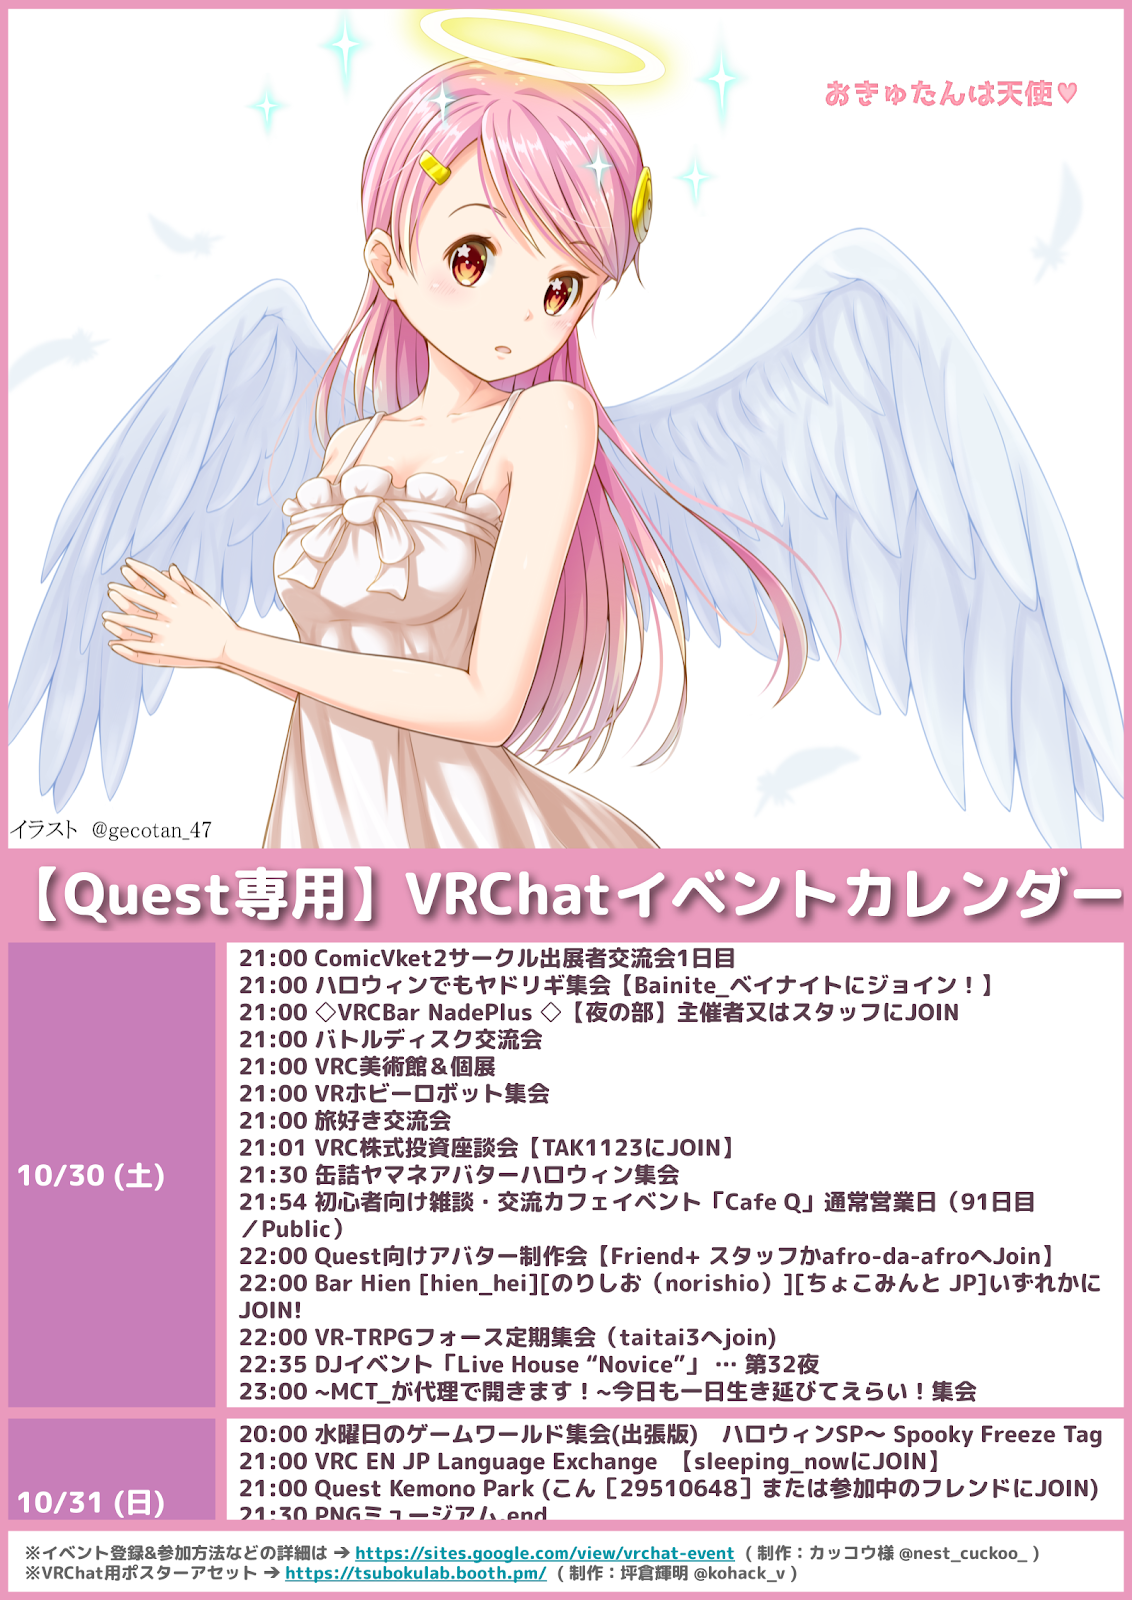 おきゅたんは天使♥
イラスト @gecotan_47
【Quest専用】VRChatイベントカレンダー
10/30 (土)
21:00 ComicVket2サークル出展者交流会1日目
21:00 ハロウィンでもヤドリギ集会【Bainite_ベイナイトにジョイン！】
21:00 ◇VRCBar NadePlus ◇【夜の部】主催者又はスタッフにJOIN
21:00 バトルディスク交流会
21:00 VRC美術館＆個展
21:00 VRホビーロボット集会
21:00 旅好き交流会
21:01 VRC株式投資座談会【TAK1123にJOIN】
21:30 缶詰ヤマネアバターハロウィン集会
21:54 初心者向け雑談・交流カフェイベント「Cafe Q」通常営業日（91日目
／Public）
22:00 Quest向けアバター制作会【Friend+ スタッフかafro-da-afroへJoin】
22:00 Bar Hien [hien_hei][のりしお（norishio）][ちょこみんと JP]いずれかに
JOIN!
22:00 VR-TRPGフォース定期集会（taitai3へjoin)
22:35 DJイベント「Live House “Novice”」 … 第32夜
23:00 ~MCT_が代理で開きます！~今日も一日生き延びてえらい！集会
10/31 (日)
20:00 水曜日のゲームワールド集会(出張版)　ハロウィンSP～ Spooky Freeze Tag
21:00 VRC EN JP Language Exchange 【sleeping_nowにJOIN】
21:00 Quest Kemono Park (こん［29510648］または参加中のフレンドにJOIN)
21:30 PNGミュージアム.end
※イベント登録&参加方法などの詳細は → https://sites.google.com/view/vrchat-event ( 制作：カッコウ様 @nest_cuckoo_ )
※VRChat用ポスターアセット → https://tsubokulab.booth.pm/ ( 制作：坪倉輝明 @kohack_v )